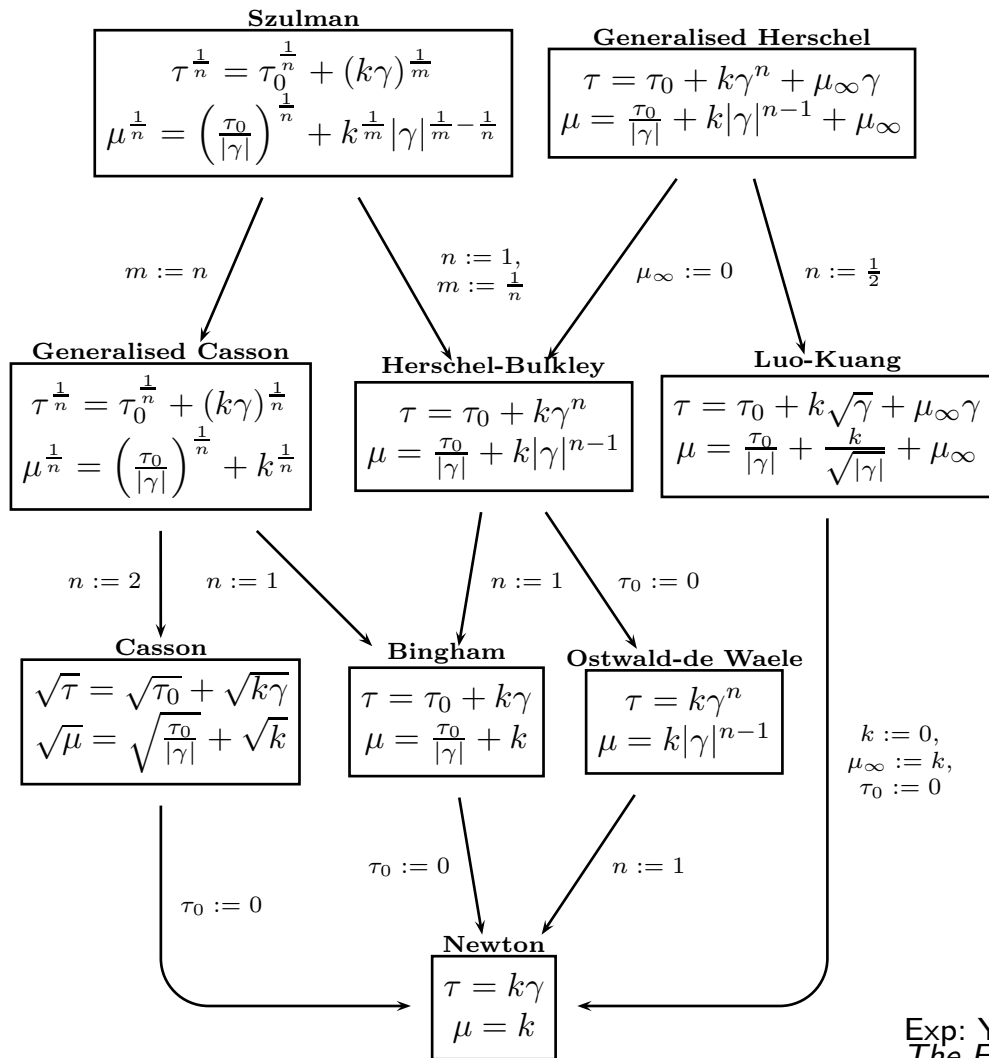 Szulman
τ^{1/n} = τ_0^{1/n} + (kγ)^{1/m}
μ^{1/n} = (τ_0/|γ|)^{1/n} + k^{1/m}|γ|^{1/m − 1/n}
Generalised Herschel
τ = τ_0 + kγ^n + μ_∞γ
μ = τ_0/|γ| + k|γ|^{n−1} + μ_∞
m := n
n := 1,
m := 1/n
μ_∞ := 0
n := 1/2
Generalised Casson
τ^{1/n} = τ_0^{1/n} + (kγ)^{1/n}
μ^{1/n} = (τ_0/|γ|)^{1/n} + k^{1/n}
Herschel-Bulkley
τ = τ_0 + kγ^n
μ = τ_0/|γ| + k|γ|^{n−1}
Luo-Kuang
τ = τ_0 + k√γ + μ_∞γ
μ = τ_0/|γ| + k/√|γ| + μ_∞
n := 2
n := 1
n := 1
τ_0 := 0
Casson
√τ = √τ_0 + √kγ
√μ = √(τ_0/|γ|) + √k
Bingham
τ = τ_0 + kγ
μ = τ_0/|γ| + k
Ostwald-de Waele
τ = kγ^n
μ = k|γ|^{n−1}
k := 0,
μ_∞ := k,
τ_0 := 0
τ_0 := 0
τ_0 := 0
n := 1
Newton
τ = kγ
μ = k
Exp: Y
The